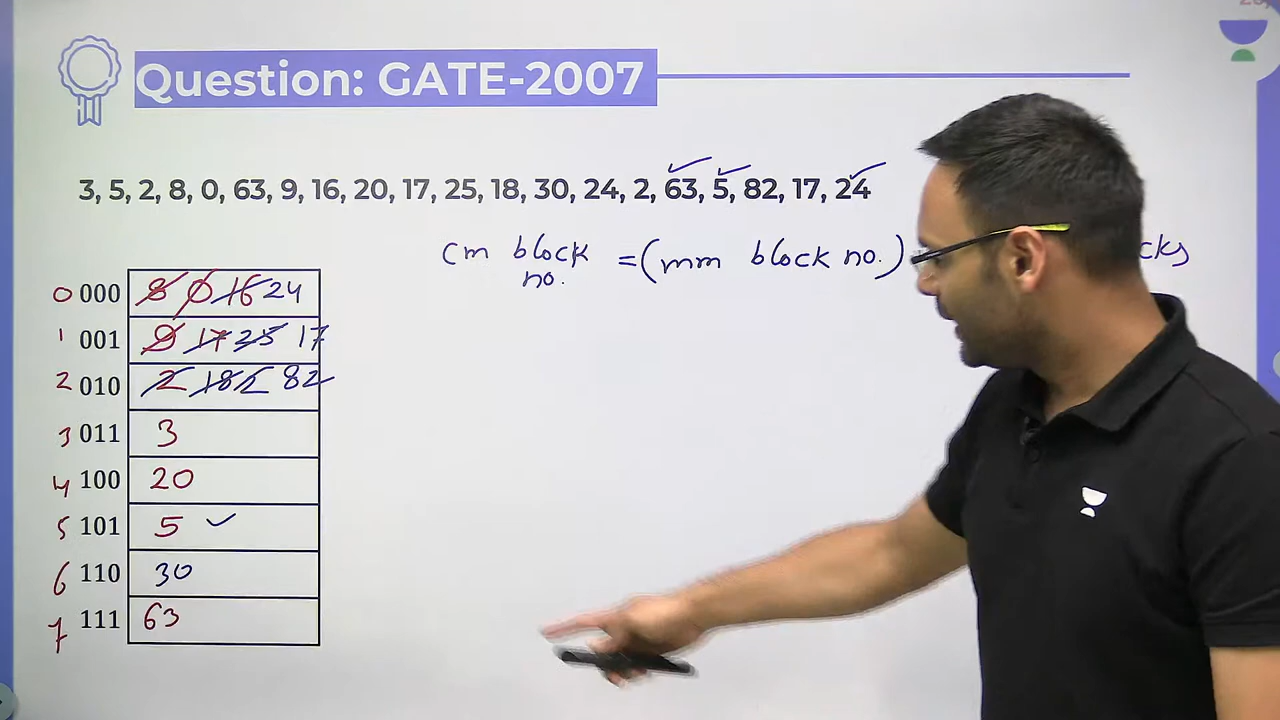 Question: GATE-2007
3, 5, 2, 8, 0, 63, 9, 16, 20, 17, 25, 18, 30, 24, 2, 63, 5, 82, 17, 24
cm block no. = (mm block no.) cks
0 000 8 0 16 24
1 001 9 17 25 17
2 010 2 18 2 82
3 011 3
4 100 20
5 101 5
6 110 30
7 111 63